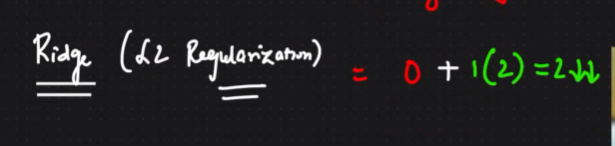 Ridge (L2 Regularization) = 0 + 1(2) = 2 ↓↓